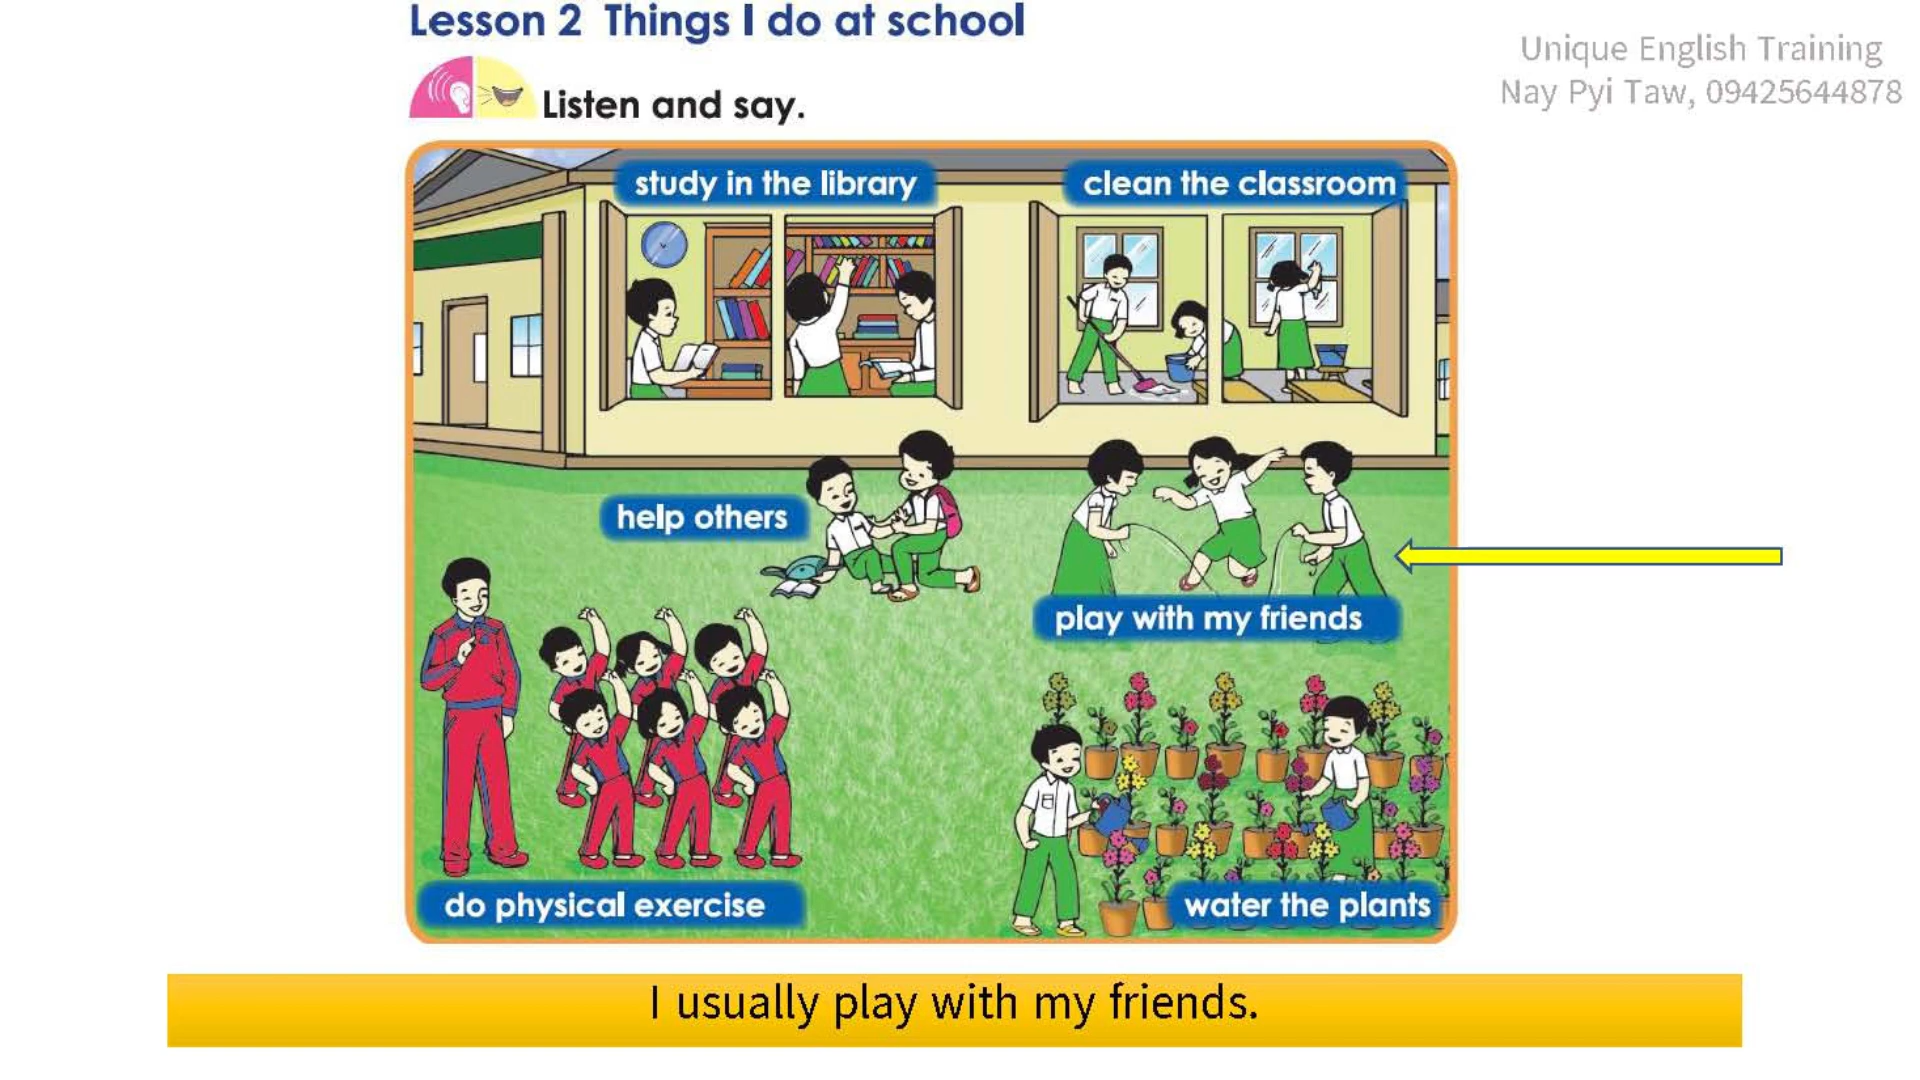 Lesson 2 Things I do at school
Unique English Training
Nay Pyi Taw, 09425644878
Listen and say.
study in the library
clean the classroom
help others
play with my friends
do physical exercise
water the plants
I usually play with my friends.